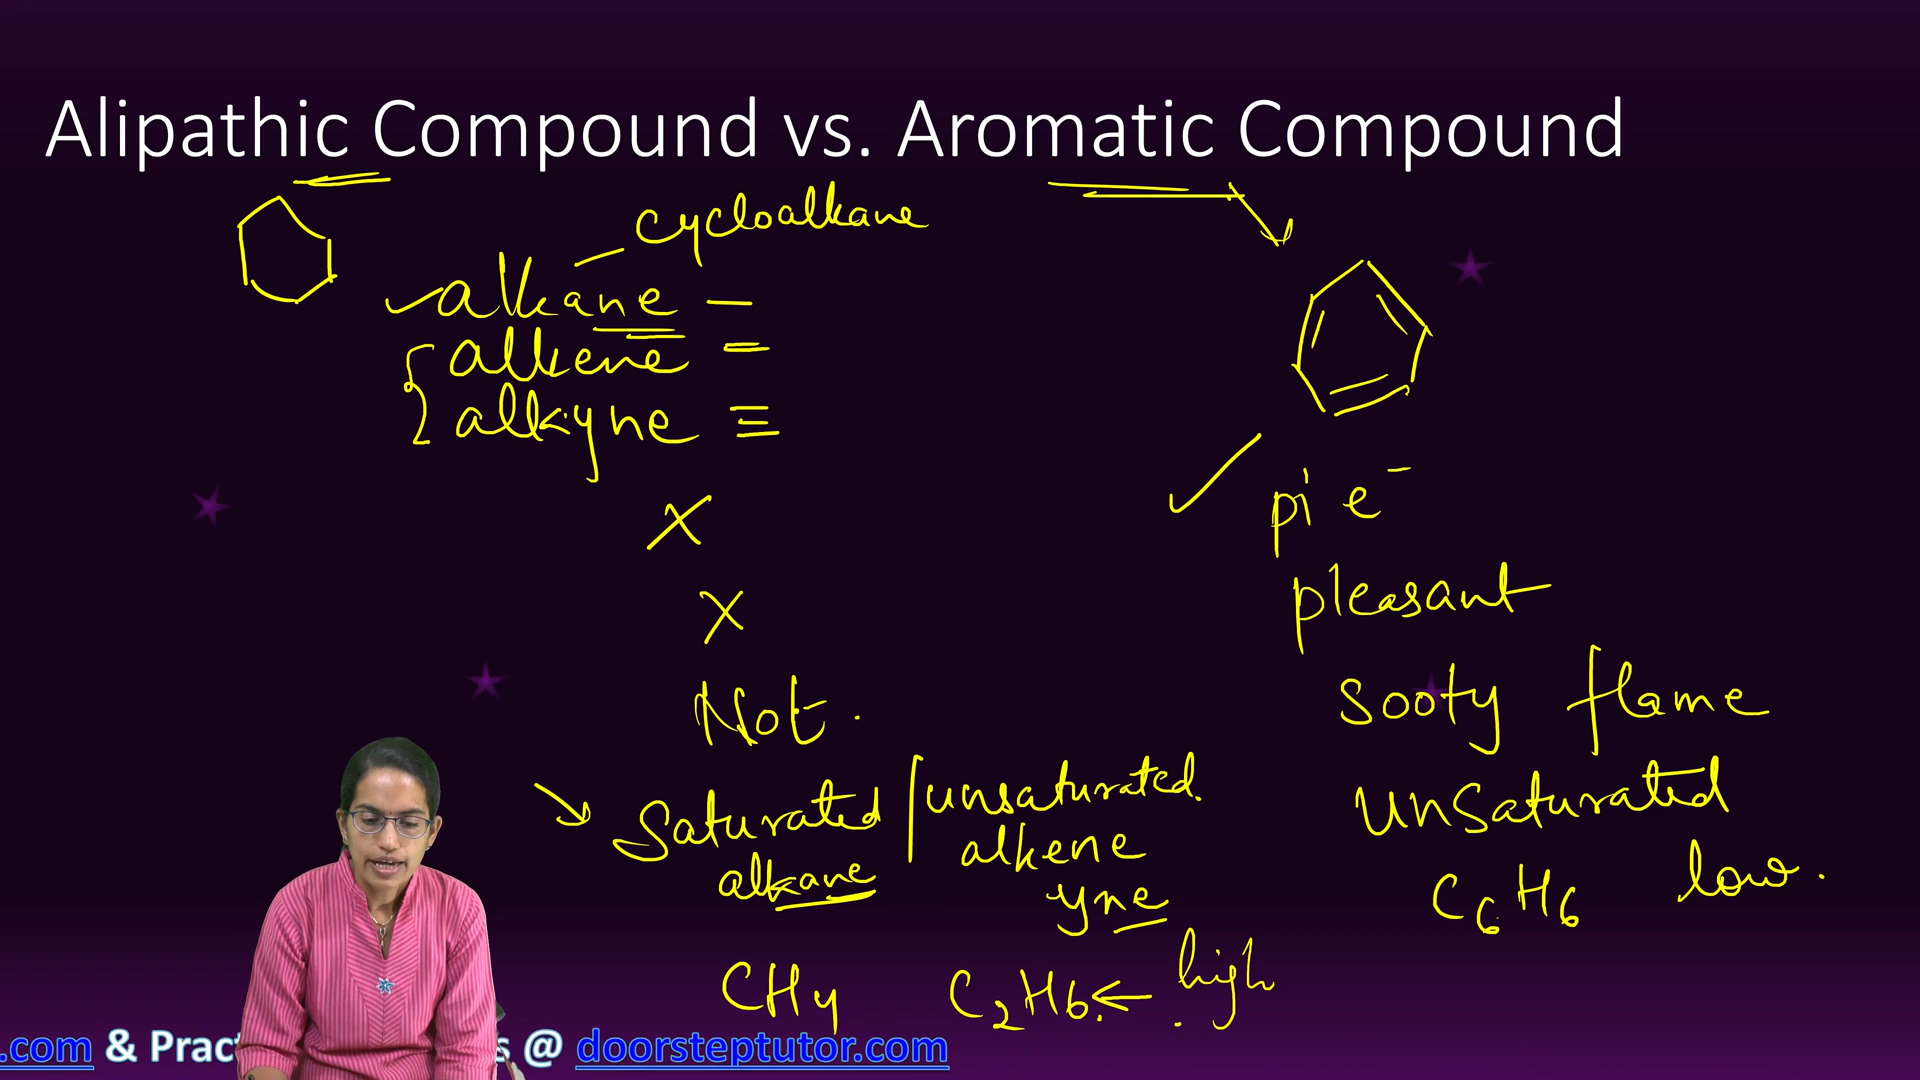 Alipathic Compound vs. Aromatic Compound
cycloalkane
alkane –
alkene =
alkyne ≡
X
pi e⁻
X
pleasant
Not.
sooty flame
Saturated / unsaturated.
unsaturated
alkane
alkene
yne
C6H6 low.
CH4
C2H6 ← high
.com & Pract
s @ doorsteptutor.com